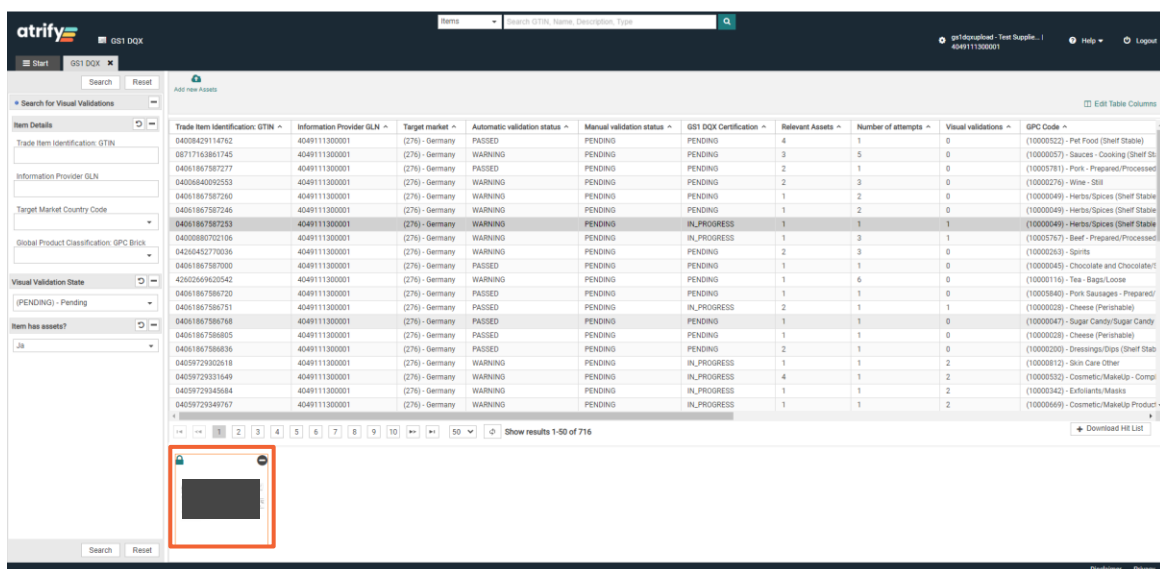 atrify
GS1 DQX
Items
Search GTIN, Name, Description, Type
gs1dqxupload - Test Supplie... |
4049111300001
Help
Logout
Start
GS1 DQX
Search
Reset
Add new Assets
Search for Visual Validations
Edit Table Columns
Item Details
Trade Item Identification: GTIN
Information Provider GLN
Target Market Country Code
Global Product Classification: GPC Brick
Visual Validation State
(PENDING) - Pending
Item has assets?
Ja
Search
Reset
Trade Item Identification: GTIN Information Provider GLN Target market Automatic validation status Manual validation status GS1 DQX Certification Relevant Assets Number of attempts Visual validations GPC Code
04008429114762 4049111300001 (276) - Germany PASSED PENDING PENDING 4 1 0 (10000522) - Pet Food (Shelf Stable)
08717163861745 4049111300001 (276) - Germany WARNING PENDING PENDING 3 5 0 (10000057) - Sauces - Cooking (Shelf St
04061867587277 4049111300001 (276) - Germany PASSED PENDING PENDING 2 1 0 (10005781) - Pork - Prepared/Processed
04006840092553 4049111300001 (276) - Germany WARNING PENDING PENDING 2 3 0 (10000276) - Wine - Still
04061867587260 4049111300001 (276) - Germany WARNING PENDING PENDING 1 2 0 (10000049) - Herbs/Spices (Shelf Stable
04061867587246 4049111300001 (276) - Germany WARNING PENDING PENDING 1 2 0 (10000049) - Herbs/Spices (Shelf Stable
04061867587253 4049111300001 (276) - Germany WARNING PENDING IN_PROGRESS 1 1 1 (10000049) - Herbs/Spices (Shelf Stable
04000880702106 4049111300001 (276) - Germany WARNING PENDING IN_PROGRESS 1 3 1 (10005767) - Beef - Prepared/Processed
04260452770036 4049111300001 (276) - Germany WARNING PENDING PENDING 2 3 0 (10000263) - Spirits
04061867587000 4049111300001 (276) - Germany PASSED PENDING PENDING 1 1 0 (10000045) - Chocolate and Chocolate/S
42602669620542 4049111300001 (276) - Germany WARNING PENDING PENDING 1 6 0 (10000116) - Tea - Bags/Loose
04061867586720 4049111300001 (276) - Germany PASSED PENDING PENDING 1 1 0 (10005840) - Pork Sausages - Prepared/
04061867586751 4049111300001 (276) - Germany PASSED PENDING IN_PROGRESS 2 1 1 (10000028) - Cheese (Perishable)
04061867586768 4049111300001 (276) - Germany PASSED PENDING PENDING 1 1 0 (10000047) - Sugar Candy/Sugar Candy
04061867586805 4049111300001 (276) - Germany PASSED PENDING PENDING 1 1 0 (10000028) - Cheese (Perishable)
04061867586836 4049111300001 (276) - Germany PASSED PENDING PENDING 2 1 0 (10000200) - Dressings/Dips (Shelf Stab
04059729302618 4049111300001 (276) - Germany WARNING PENDING IN_PROGRESS 1 1 2 (10000812) - Skin Care Other
04059729331649 4049111300001 (276) - Germany WARNING PENDING IN_PROGRESS 4 1 2 (10000532) - Cosmetic/MakeUp - Compl
04059729345684 4049111300001 (276) - Germany WARNING PENDING IN_PROGRESS 1 1 2 (10000342) - Exfoliants/Masks
04059729349767 4049111300001 (276) - Germany WARNING PENDING IN_PROGRESS 1 1 2 (10000669) - Cosmetic/MakeUp Product
1 2 3 4 5 6 7 8 9 10 50 Show results 1-50 of 716
Download Hit List
Disclaimer Privacy